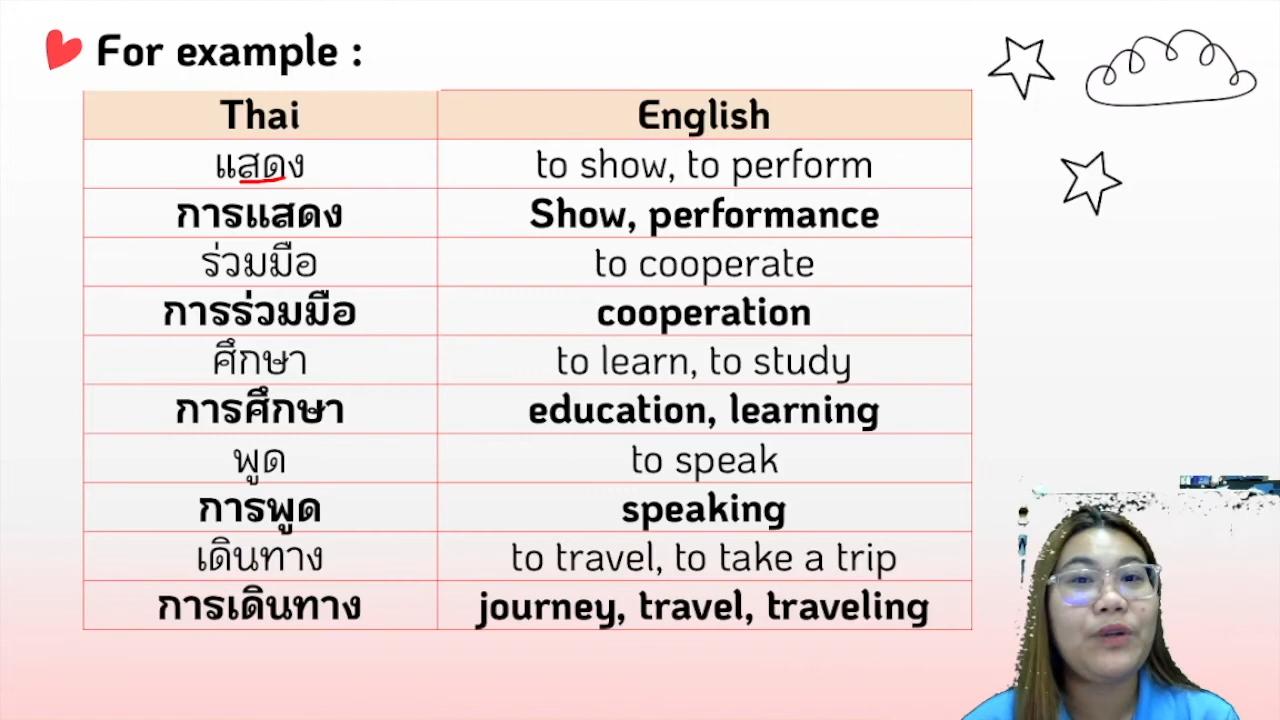 For example :
Thai English
แสดง to show, to perform
การแสดง Show, performance
ร่วมมือ to cooperate
การร่วมมือ cooperation
ศึกษา to learn, to study
การศึกษา education, learning
พูด to speak
การพูด speaking
เดินทาง to travel, to take a trip
การเดินทาง journey, travel, traveling